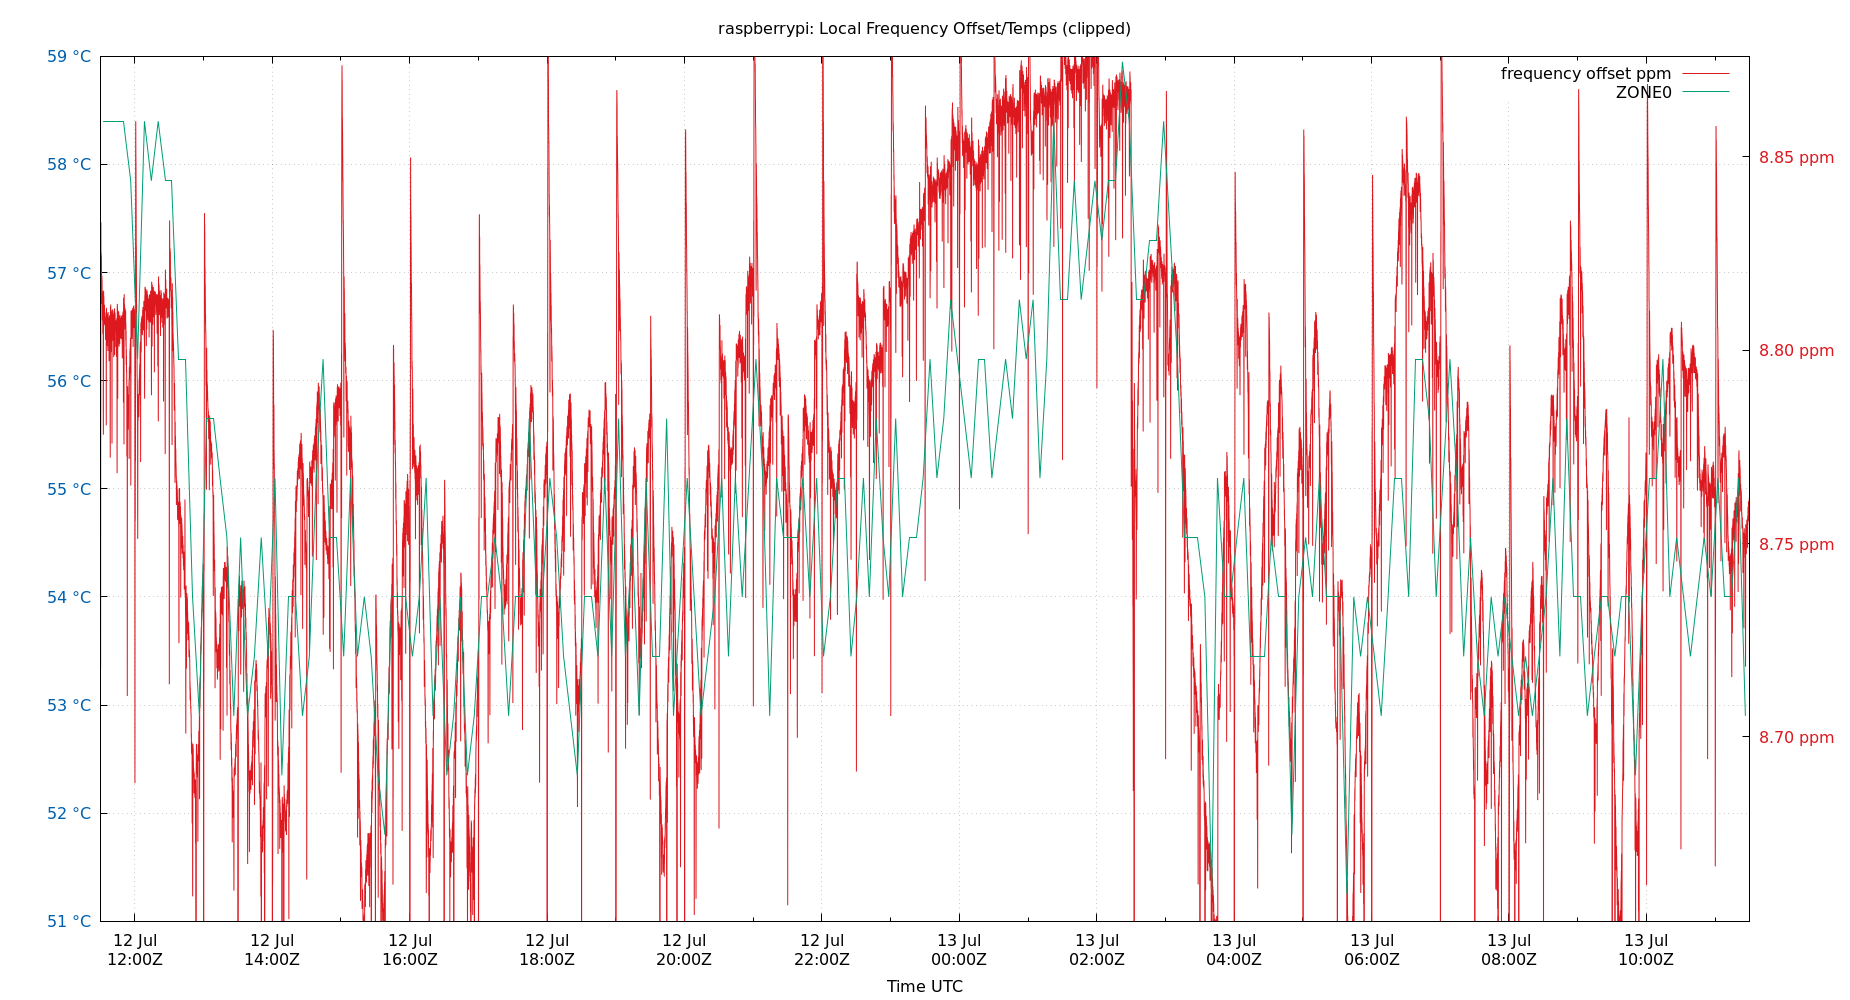 raspberrypi: Local Frequency Offset/Temps (clipped)
59 °C
58 °C
57 °C
56 °C
55 °C
54 °C
53 °C
52 °C
51 °C
frequency offset ppm
ZONE0
8.85 ppm
8.80 ppm
8.75 ppm
8.70 ppm
12 Jul
12:00Z
12 Jul
14:00Z
12 Jul
16:00Z
12 Jul
18:00Z
12 Jul
20:00Z
12 Jul
22:00Z
13 Jul
00:00Z
13 Jul
02:00Z
13 Jul
04:00Z
13 Jul
06:00Z
13 Jul
08:00Z
13 Jul
10:00Z
Time UTC